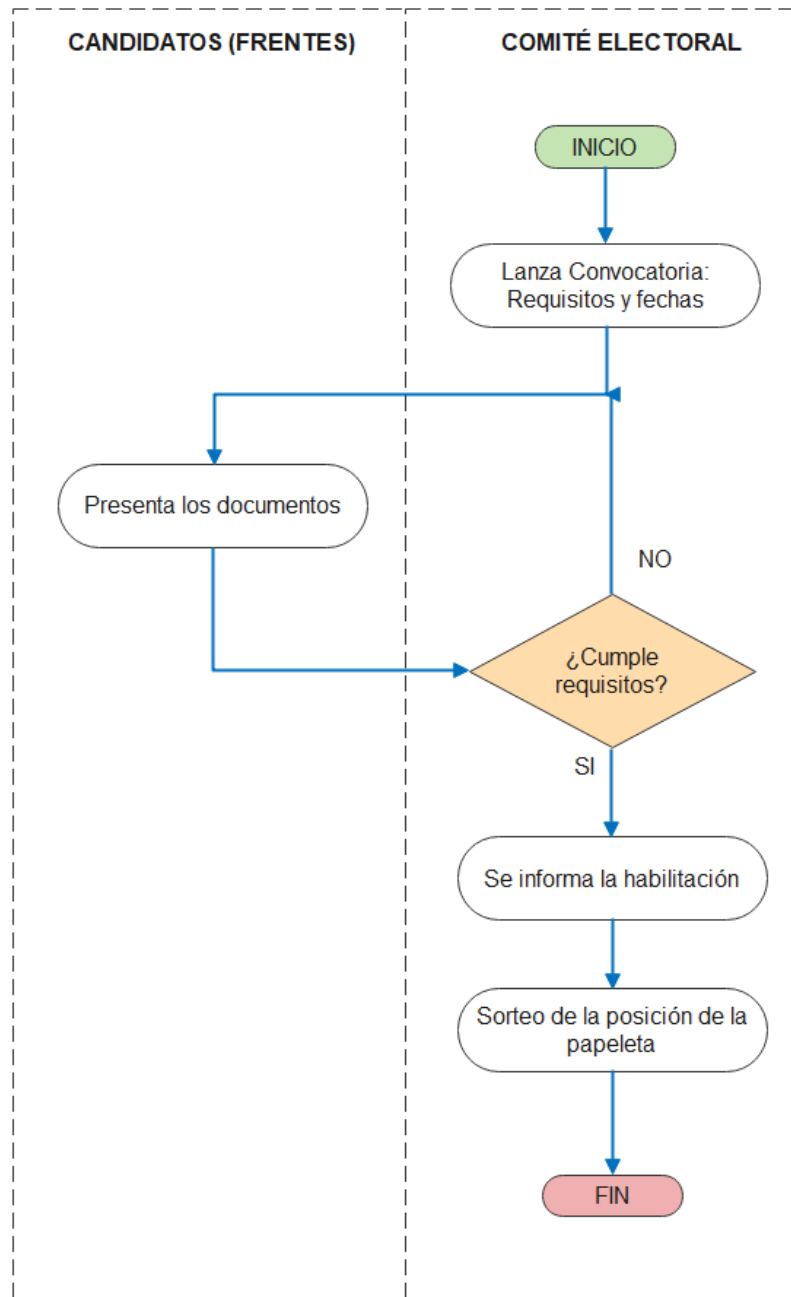 CANDIDATOS (FRENTES)
COMITÉ ELECTORAL
INICIO
Lanza Convocatoria:
Requisitos y fechas
Presenta los documentos
NO
¿Cumple
requisitos?
SI
Se informa la habilitación
Sorteo de la posición de la
papeleta
FIN